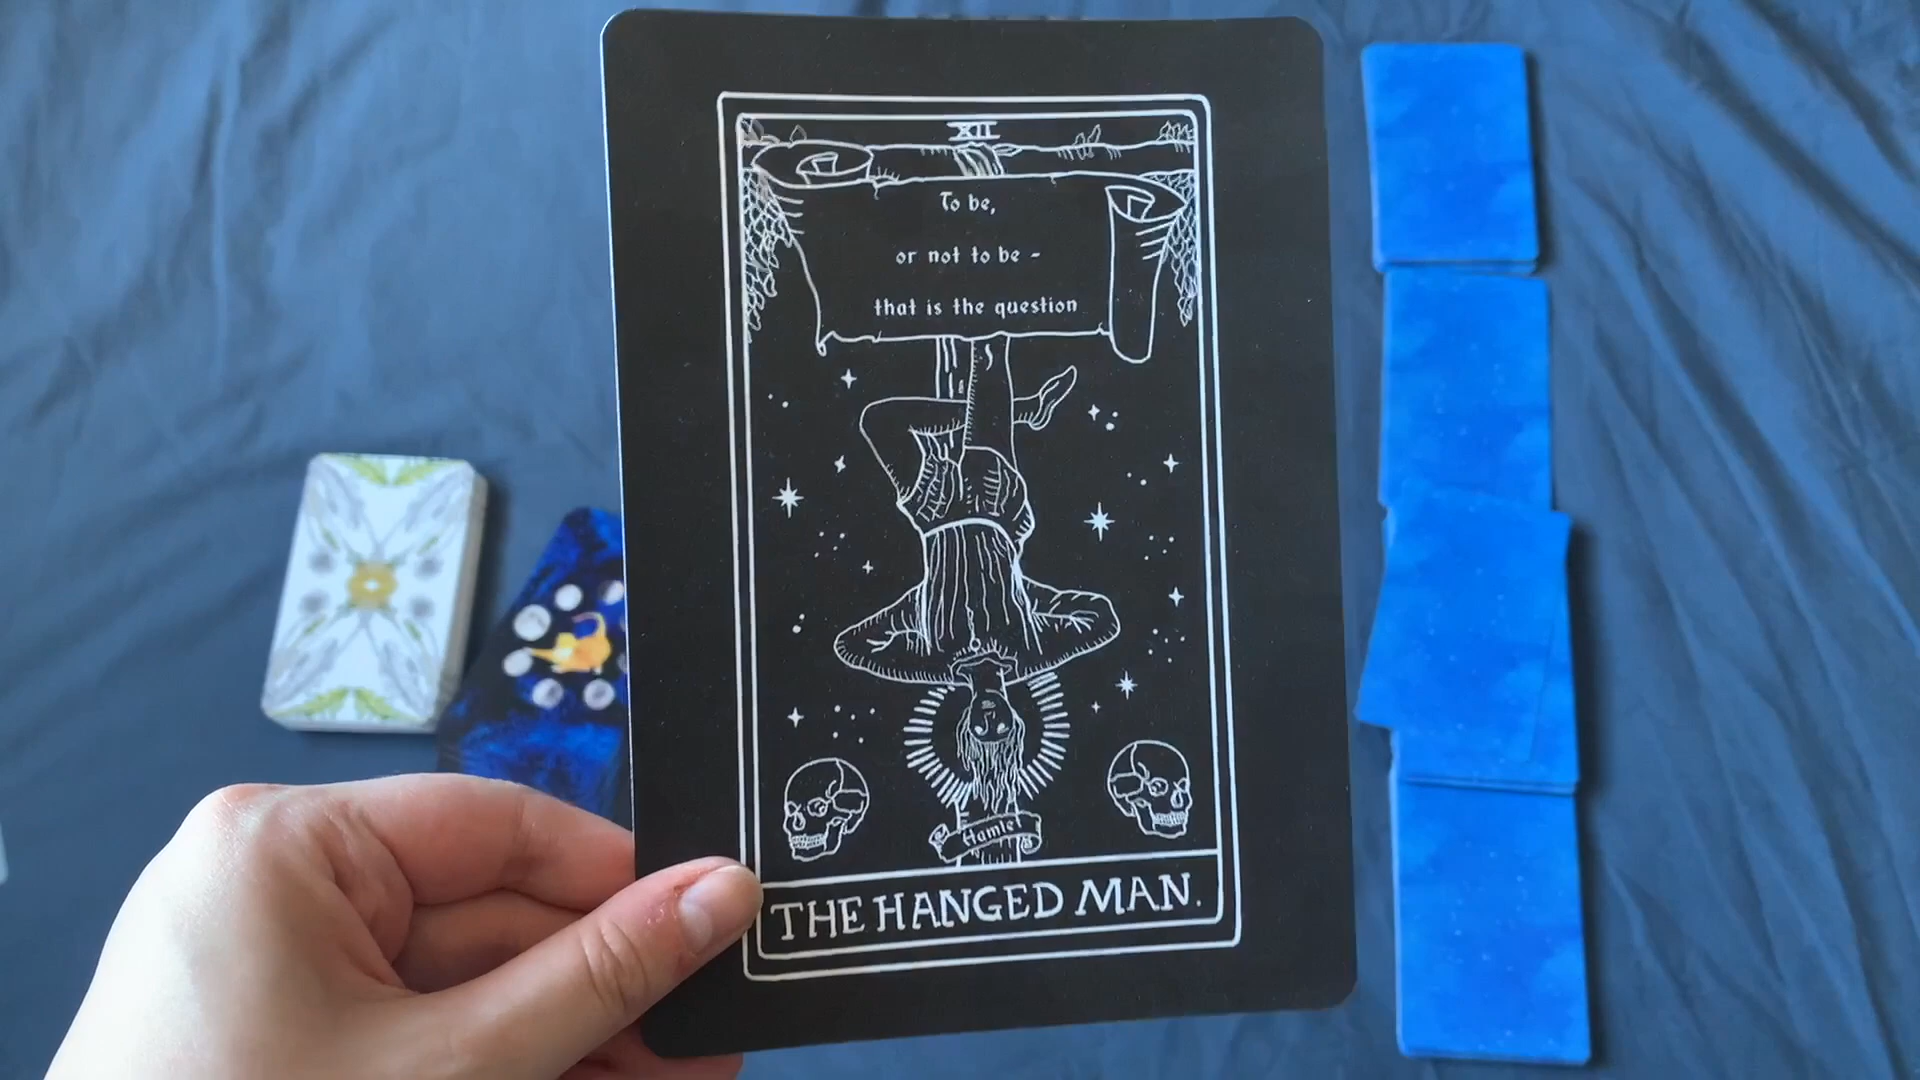 XII
To be,
or not to be -
that is the question
Hamlet
THE HANGED MAN.